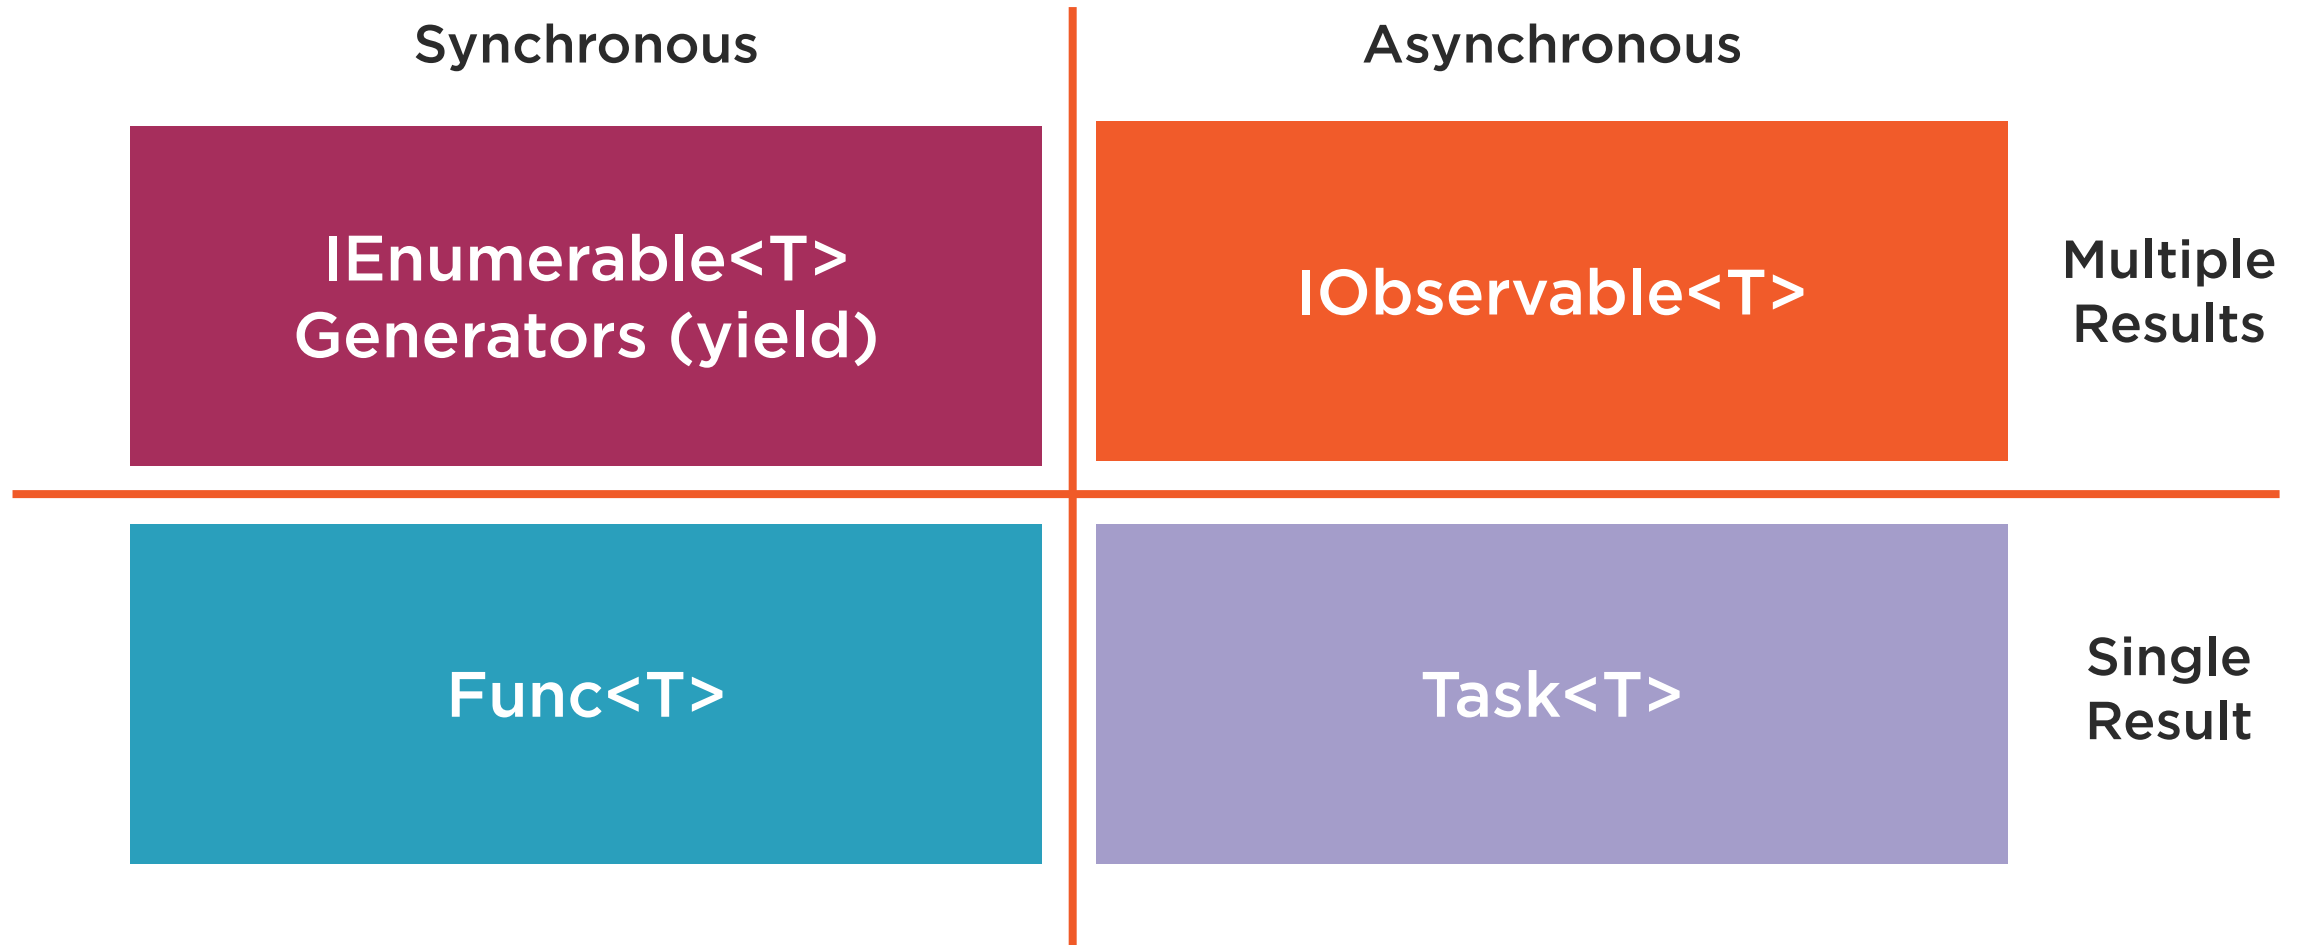 Synchronous
Asynchronous
IEnumerable<T>
Generators (yield)
IObservable<T>
Multiple
Results
Func<T>
Task<T>
Single
Result